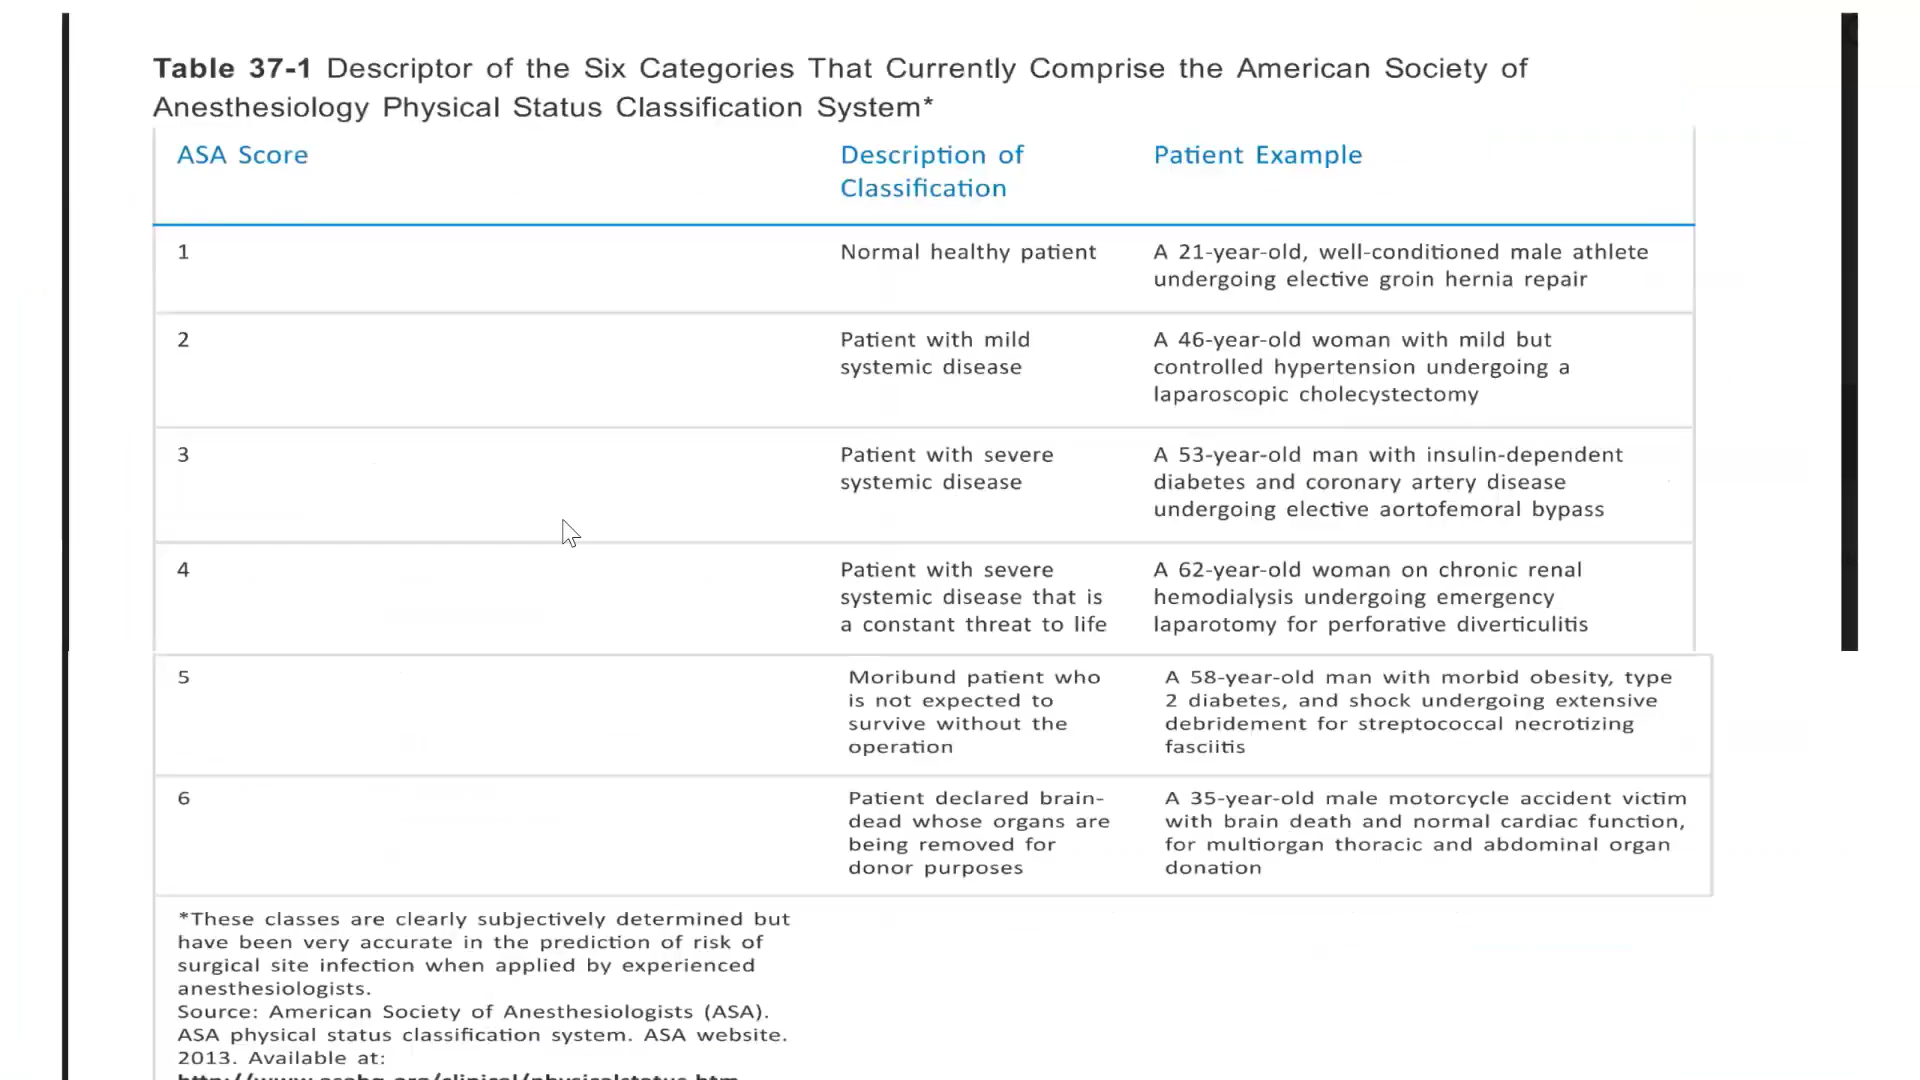 Table 37-1 Descriptor of the Six Categories That Currently Comprise the American Society of
Anesthesiology Physical Status Classification System*
ASA Score
Description of
Classification
Patient Example
1
Normal healthy patient
A 21-year-old, well-conditioned male athlete
undergoing elective groin hernia repair
2
Patient with mild
systemic disease
A 46-year-old woman with mild but
controlled hypertension undergoing a
laparoscopic cholecystectomy
3
Patient with severe
systemic disease
A 53-year-old man with insulin-dependent
diabetes and coronary artery disease
undergoing elective aortofemoral bypass
4
Patient with severe
systemic disease that is
a constant threat to life
A 62-year-old woman on chronic renal
hemodialysis undergoing emergency
laparotomy for perforative diverticulitis
5
Moribund patient who
is not expected to
survive without the
operation
A 58-year-old man with morbid obesity, type
2 diabetes, and shock undergoing extensive
debridement for streptococcal necrotizing
fasciitis
6
Patient declared brain-
dead whose organs are
being removed for
donor purposes
A 35-year-old male motorcycle accident victim
with brain death and normal cardiac function,
for multiorgan thoracic and abdominal organ
donation
*These classes are clearly subjectively determined but
have been very accurate in the prediction of risk of
surgical site infection when applied by experienced
anesthesiologists.
Source: American Society of Anesthesiologists (ASA).
ASA physical status classification system. ASA website.
2013. Available at: